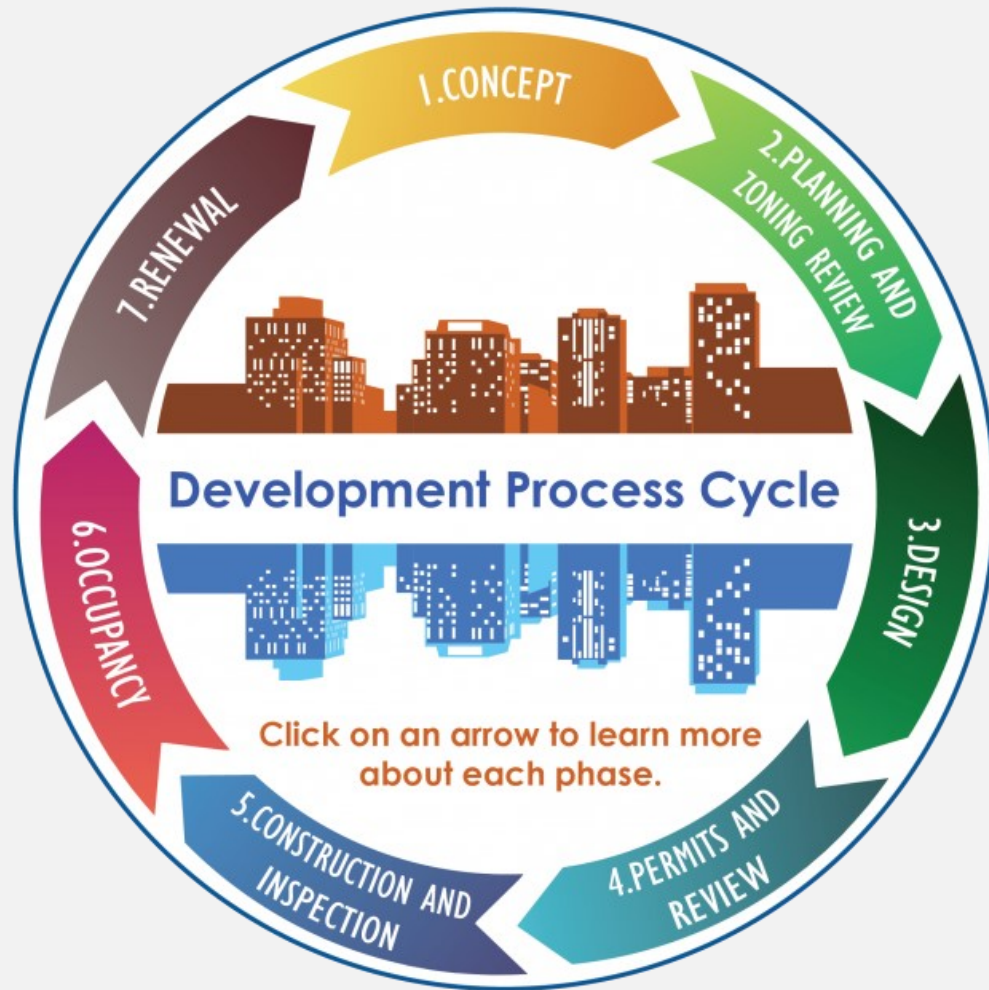 1.CONCEPT
2.PLANNING AND
ZONING REVIEW
3.DESIGN
4.PERMITS AND
REVIEW
5.CONSTRUCTION AND
INSPECTION
6.OCCUPANCY
7.RENEWAL
Development Process Cycle
Click on an arrow to learn more
about each phase.